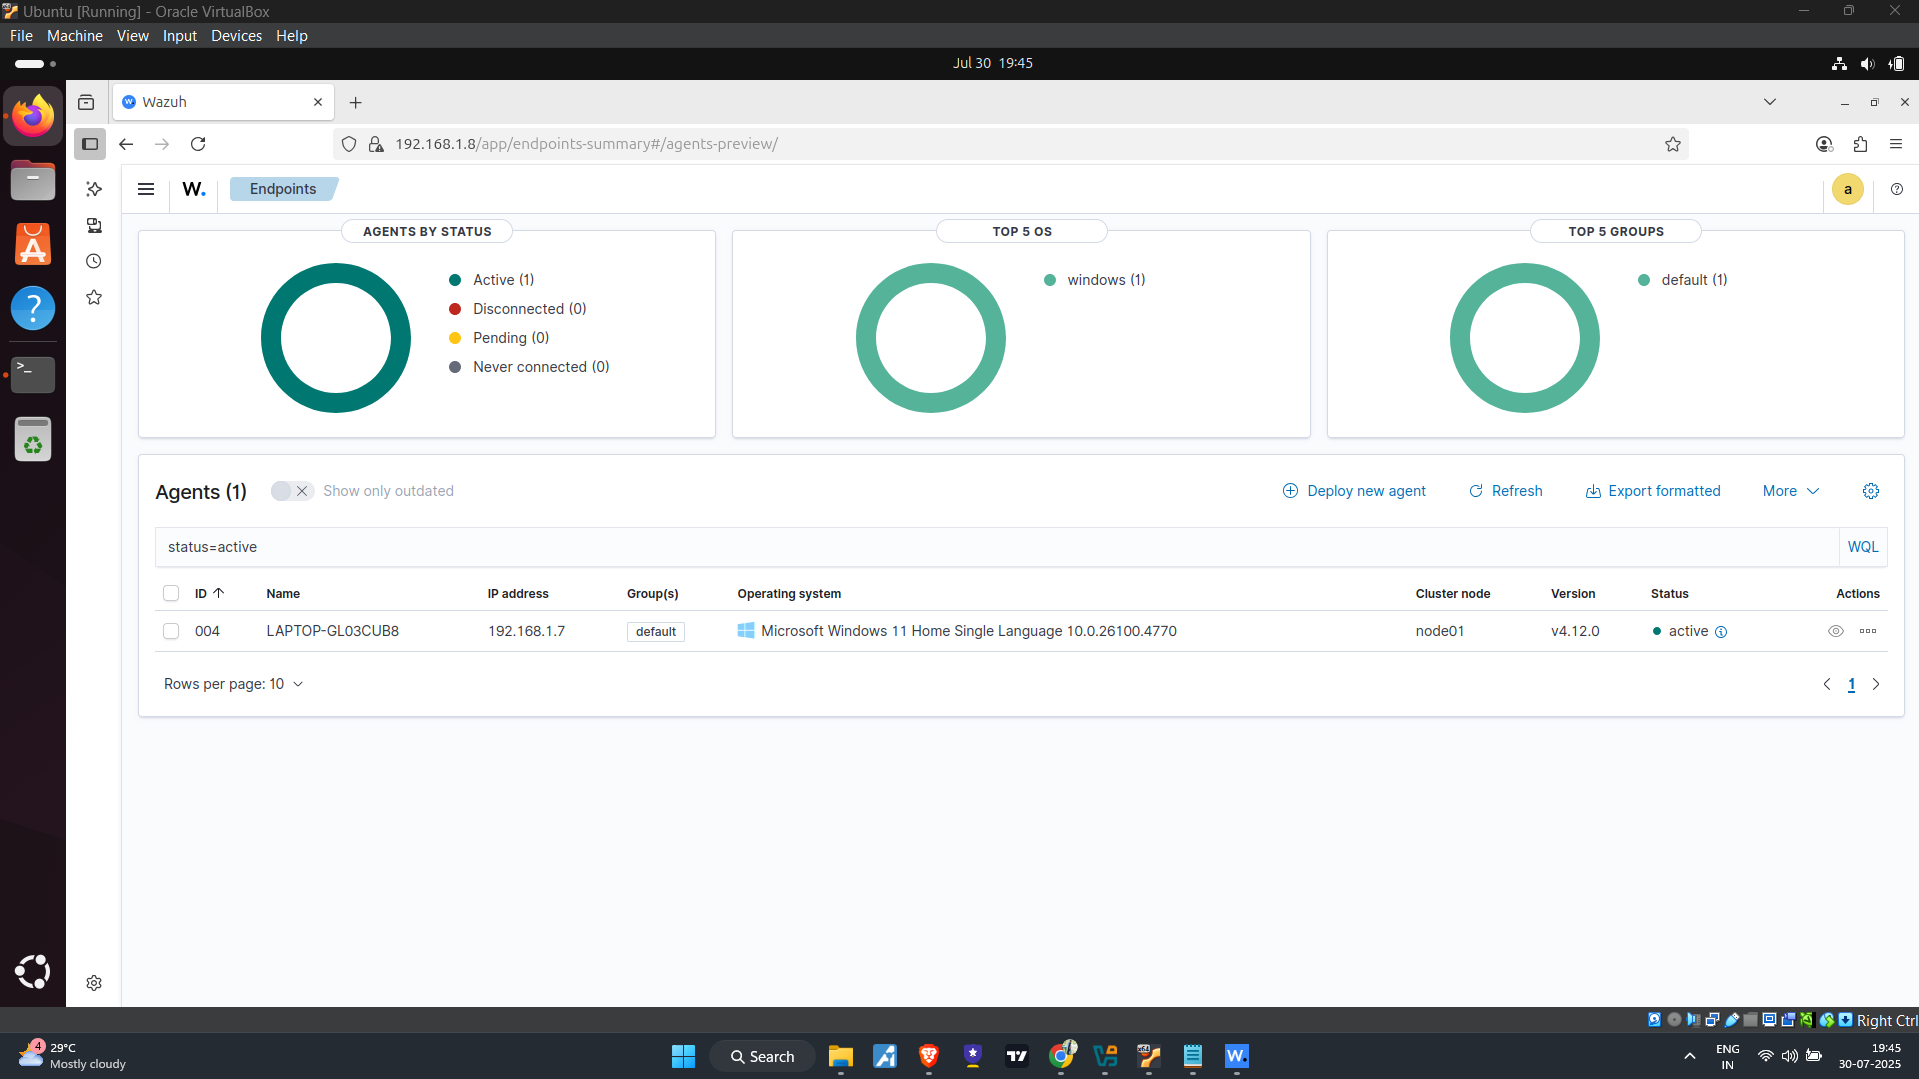 Ubuntu [Running] - Oracle VirtualBox
File Machine View Input Devices Help
Jul 30 19:45
Wazuh
192.168.1.8/app/endpoints-summary#/agents-preview/
W. Endpoints a
AGENTS BY STATUS
Active (1)
Disconnected (0)
Pending (0)
Never connected (0)
TOP 5 OS
windows (1)
TOP 5 GROUPS
default (1)
Agents (1) Show only outdated Deploy new agent Refresh Export formatted More
status=active WQL
ID Name IP address Group(s) Operating system Cluster node Version Status Actions
004 LAPTOP-GL03CUB8 192.168.1.7 default Microsoft Windows 11 Home Single Language 10.0.26100.4770 node01 v4.12.0 active
Rows per page: 10 1
Right Ctrl
4
29°C
Mostly cloudy
Search
ENG
IN
19:45
30-07-2025